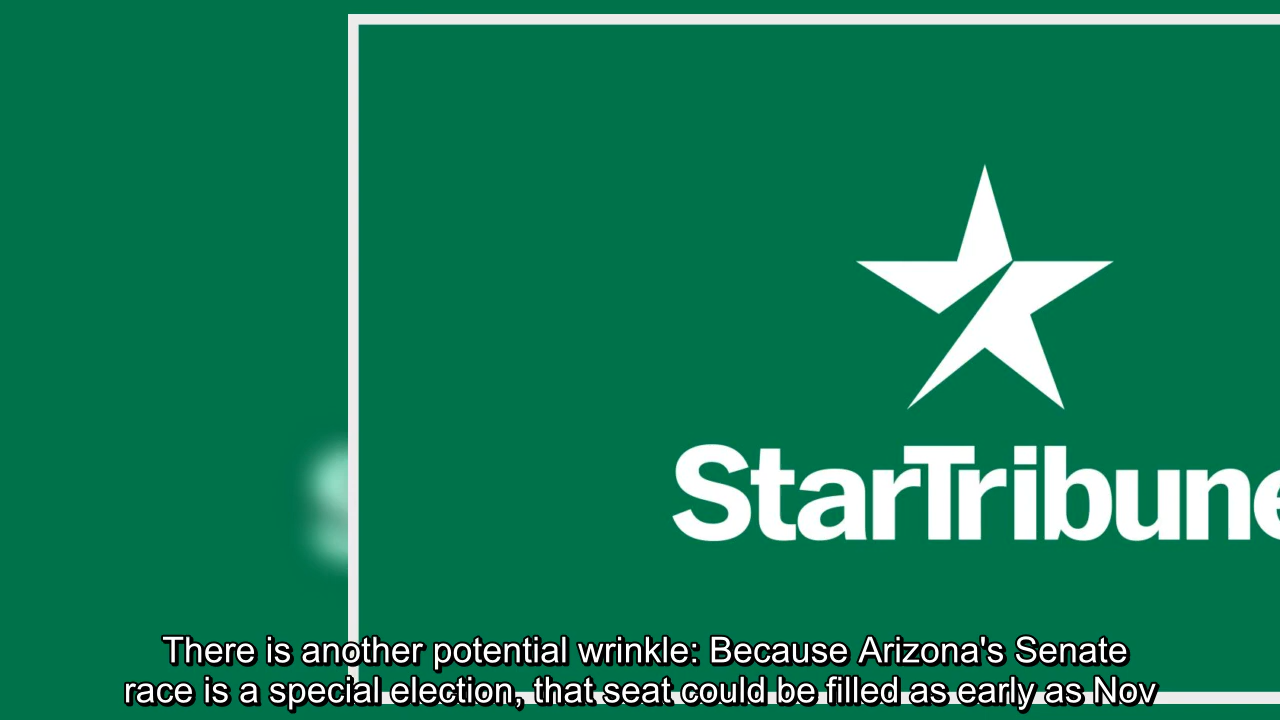 StarTribune
There is another potential wrinkle: Because Arizona's Senate
race is a special election, that seat could be filled as early as Nov